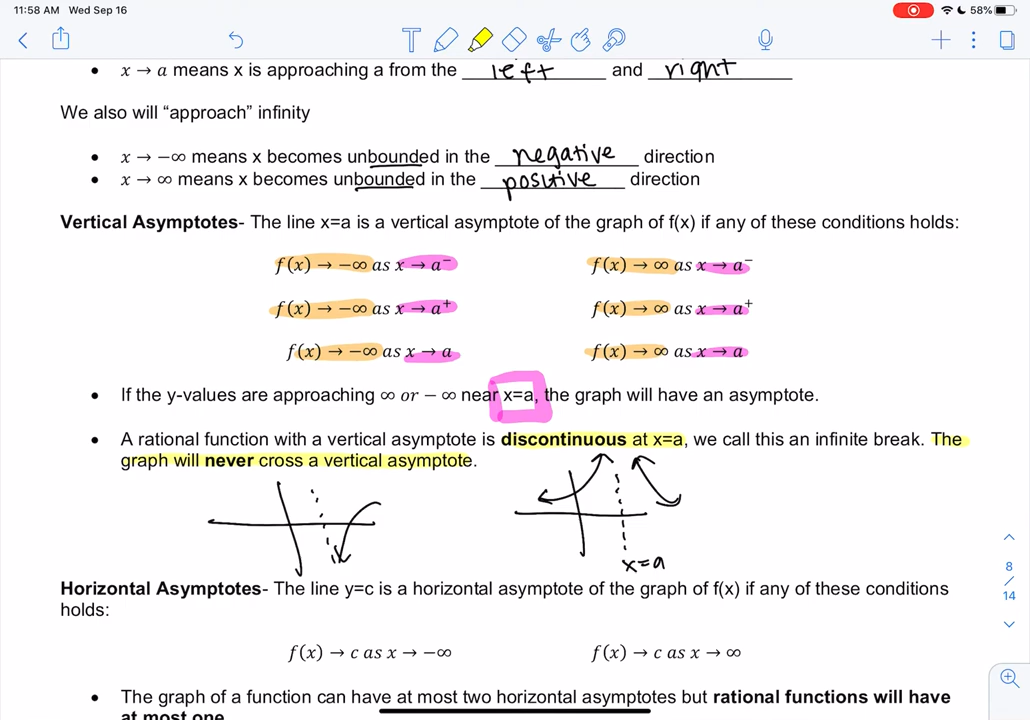 11:58 AM Wed Sep 16
58%
• x → a means x is approaching a from the left and right
We also will “approach” infinity
• x → −∞ means x becomes unbounded in the negative direction
• x → ∞ means x becomes unbounded in the positive direction
Vertical Asymptotes- The line x=a is a vertical asymptote of the graph of f(x) if any of these conditions holds:
f(x) → −∞ as x → a⁻ f(x) → ∞ as x → a⁻
f(x) → −∞ as x → a⁺ f(x) → ∞ as x → a⁺
f(x) → −∞ as x → a f(x) → ∞ as x → a
• If the y-values are approaching ∞ or − ∞ near x=a, the graph will have an asymptote.
• A rational function with a vertical asymptote is discontinuous at x=a, we call this an infinite break. The
graph will never cross a vertical asymptote.
x=a
8
/
14
Horizontal Asymptotes- The line y=c is a horizontal asymptote of the graph of f(x) if any of these conditions
holds:
f(x) → c as x → −∞ f(x) → c as x → ∞
• The graph of a function can have at most two horizontal asymptotes but rational functions will have
at most one.